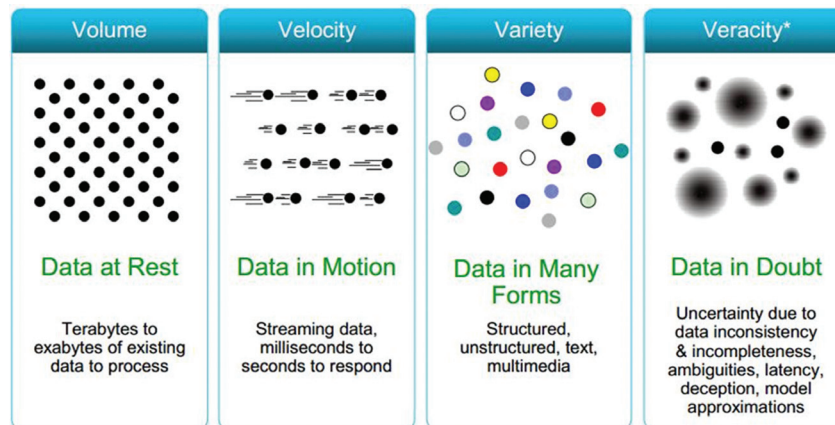 Volume
Data at Rest
Terabytes to
exabytes of existing
data to process
Velocity
Data in Motion
Streaming data,
milliseconds to
seconds to respond
Variety
Data in Many
Forms
Structured,
unstructured, text,
multimedia
Veracity*
Data in Doubt
Uncertainty due to
data inconsistency
& incompleteness,
ambiguities, latency,
deception, model
approximations